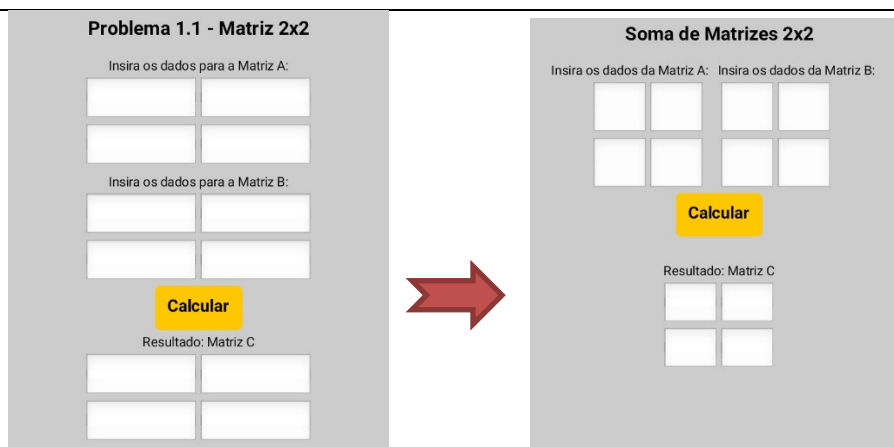 Problema 1.1 - Matriz 2x2
Insira os dados para a Matriz A:
Insira os dados para a Matriz B:
Calcular
Resultado: Matriz C
Soma de Matrizes 2x2
Insira os dados da Matriz A: Insira os dados da Matriz B:
Calcular
Resultado: Matriz C